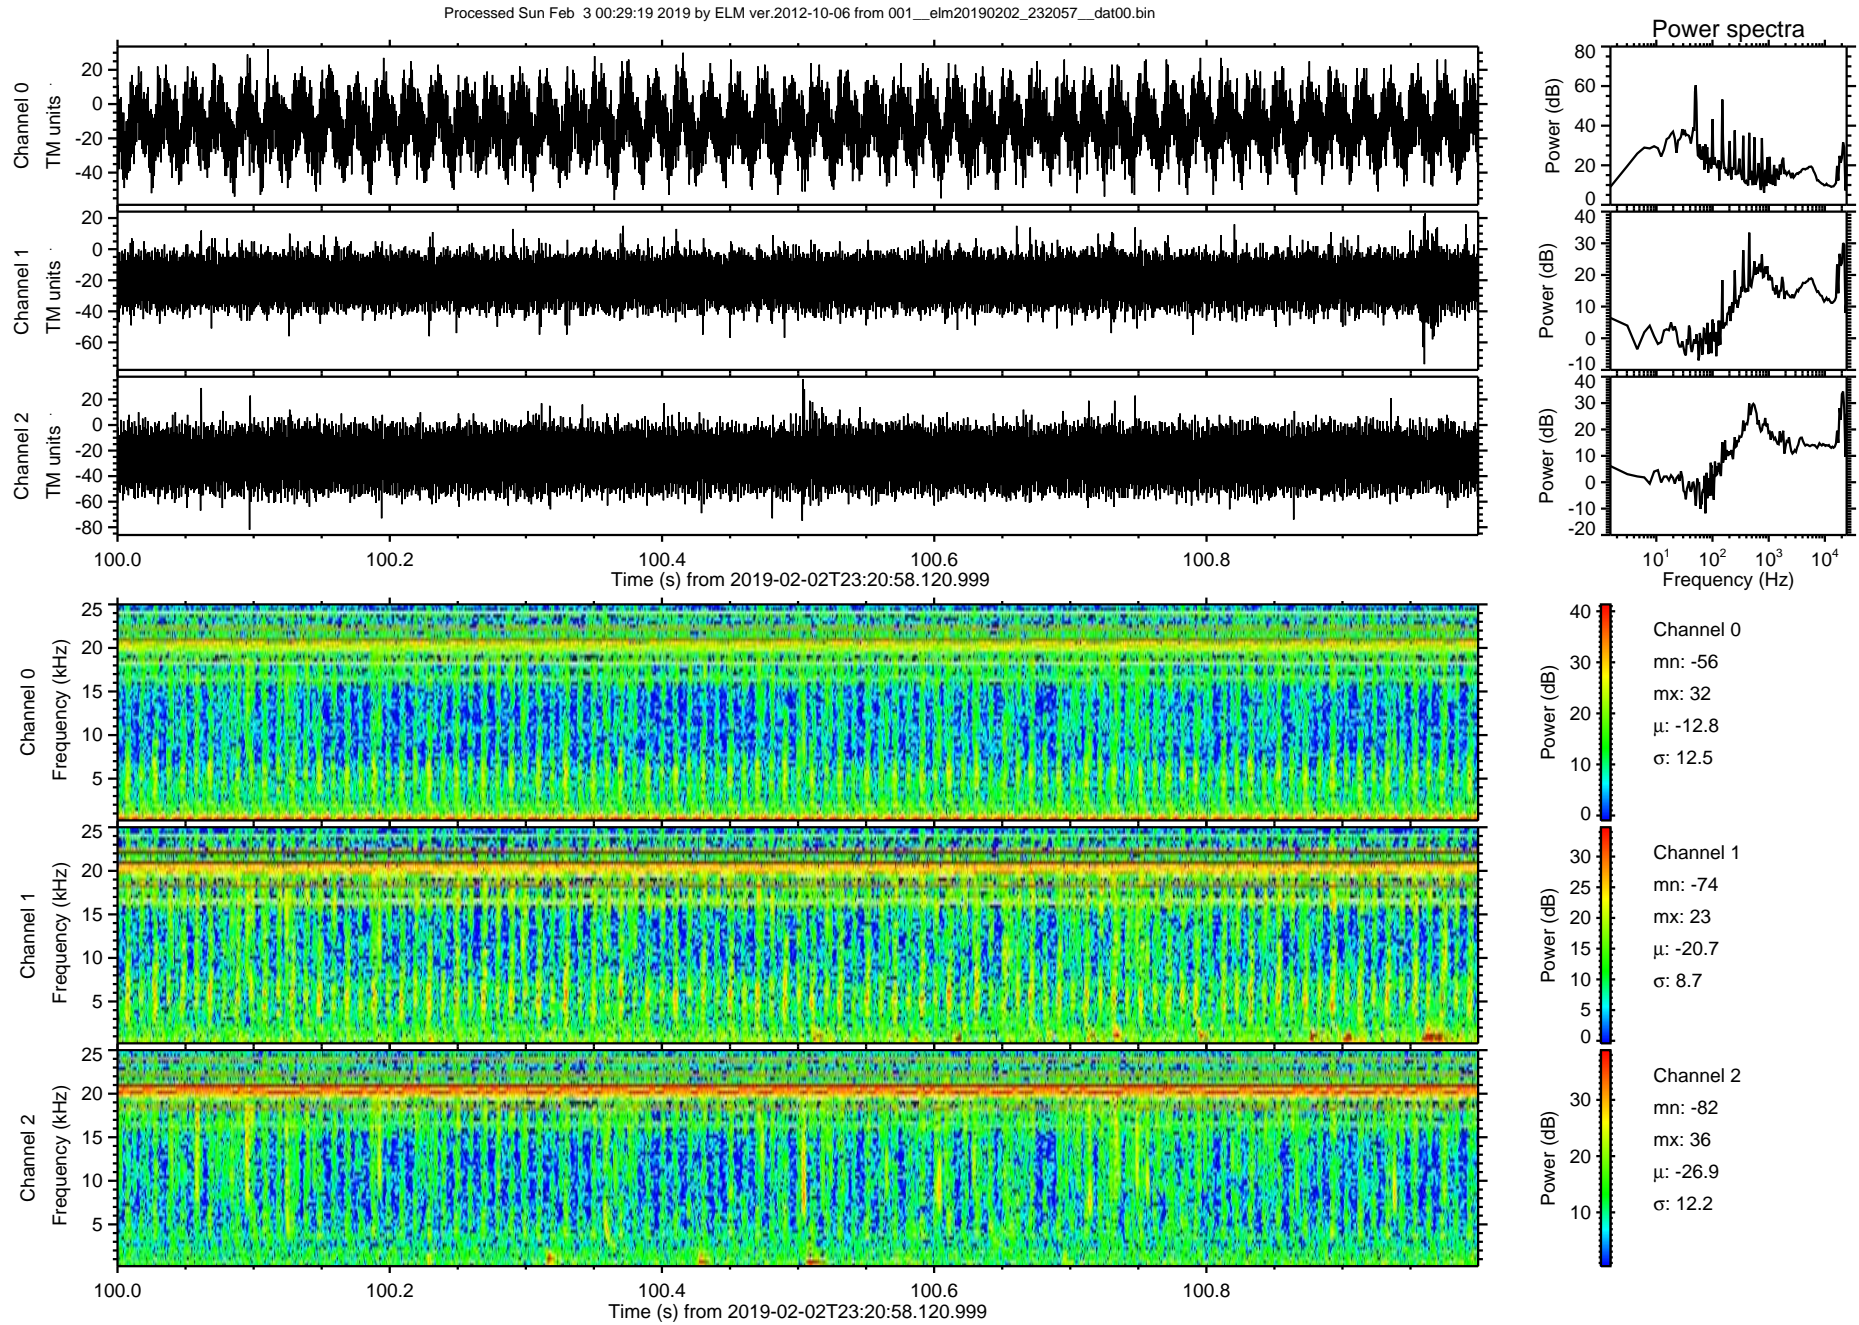 Processed Sun Feb  3 00:29:19 2019 by ELM ver.2012-10-06 from 001__elm20190202_232057__dat00.bin
Power spectra
Channel 0
TM units
20
0
-20
-40
Power (dB)
80
60
40
20
0
Channel 1
TM units
20
0
-20
-40
-60
Power (dB)
40
30
20
10
0
-10
Channel 2
TM units
20
0
-20
-40
-60
-80
Power (dB)
40
30
20
10
0
-10
-20
100.0 100.2 100.4 100.6 100.8
Time (s) from 2019-02-02T23:20:58.120.999
10¹ 10² 10³ 10⁴
Frequency (Hz)
Channel 0
Frequency (kHz)
25
20
15
10
5
Power (dB)
40
30
20
10
0
Channel 0
mn: -56
mx: 32
μ: -12.8
σ: 12.5
Channel 1
Frequency (kHz)
25
20
15
10
5
Power (dB)
30
25
20
15
10
5
0
Channel 1
mn: -74
mx: 23
μ: -20.7
σ: 8.7
Channel 2
Frequency (kHz)
25
20
15
10
5
Power (dB)
30
20
10
Channel 2
mn: -82
mx: 36
μ: -26.9
σ: 12.2
100.0 100.2 100.4 100.6 100.8
Time (s) from 2019-02-02T23:20:58.120.999